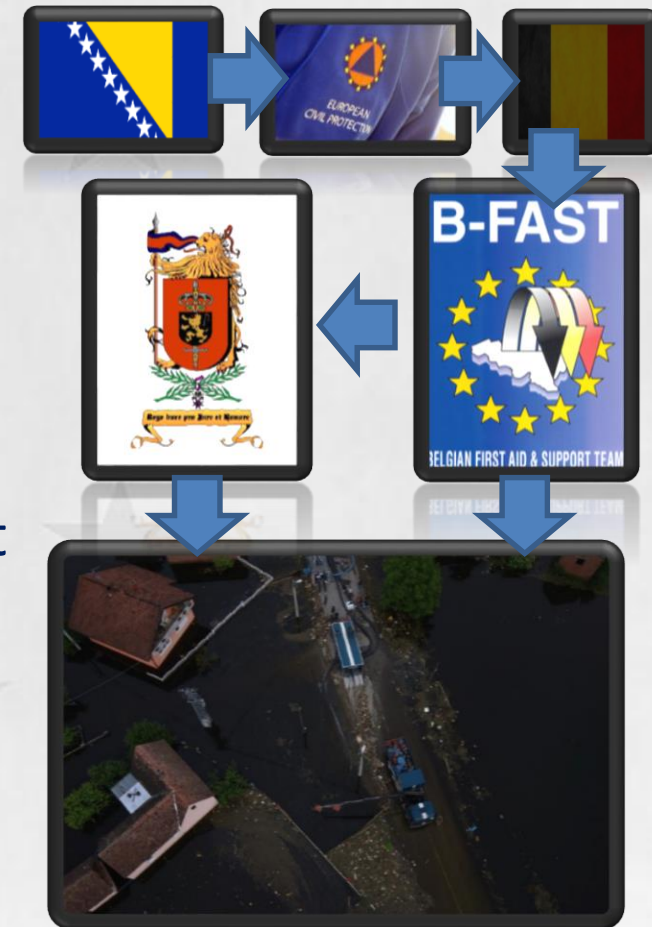 EUROPEAN
CIVIL PROTECTION
B-FAST
BELGIAN FIRST AID & SUPPORT TEAM
t